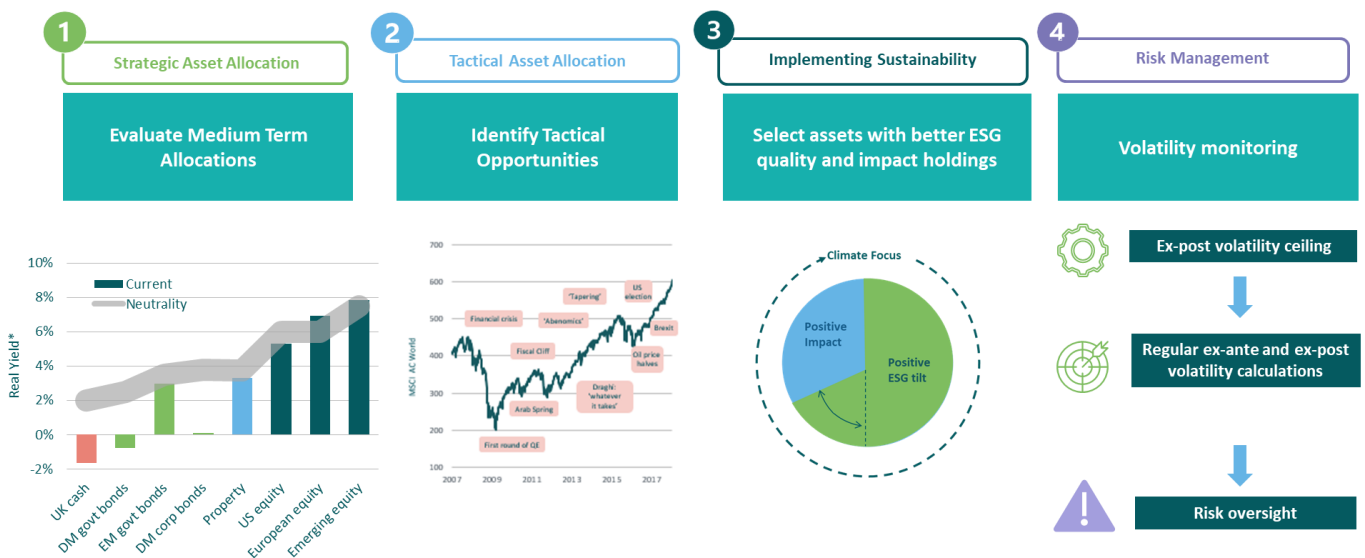 1
Strategic Asset Allocation
Evaluate Medium Term
Allocations
10%
8%
6%
4%
2%
0%
-2%
Real Yield*
Current
Neutrality
UK cash
DM govt bonds
EM govt bonds
DM corp bonds
Property
US equity
European equity
Emerging equity
2
Tactical Asset Allocation
Identify Tactical
Opportunities
700
600
500
400
300
200
100
MSCI AC World
Financial crisis
'Tapering'
US
election
'Abenomics'
Brexit
Fiscal Cliff
Oil price
halves
Draghi:
'whatever
it takes'
Arab Spring
First round of QE
2007
2009
2011
2013
2015
2017
3
Implementing Sustainability
Select assets with better ESG
quality and impact holdings
Climate Focus
Positive
Impact
Positive
ESG tilt
4
Risk Management
Volatility monitoring
Ex-post volatility ceiling
Regular ex-ante and ex-post
volatility calculations
!
Risk oversight